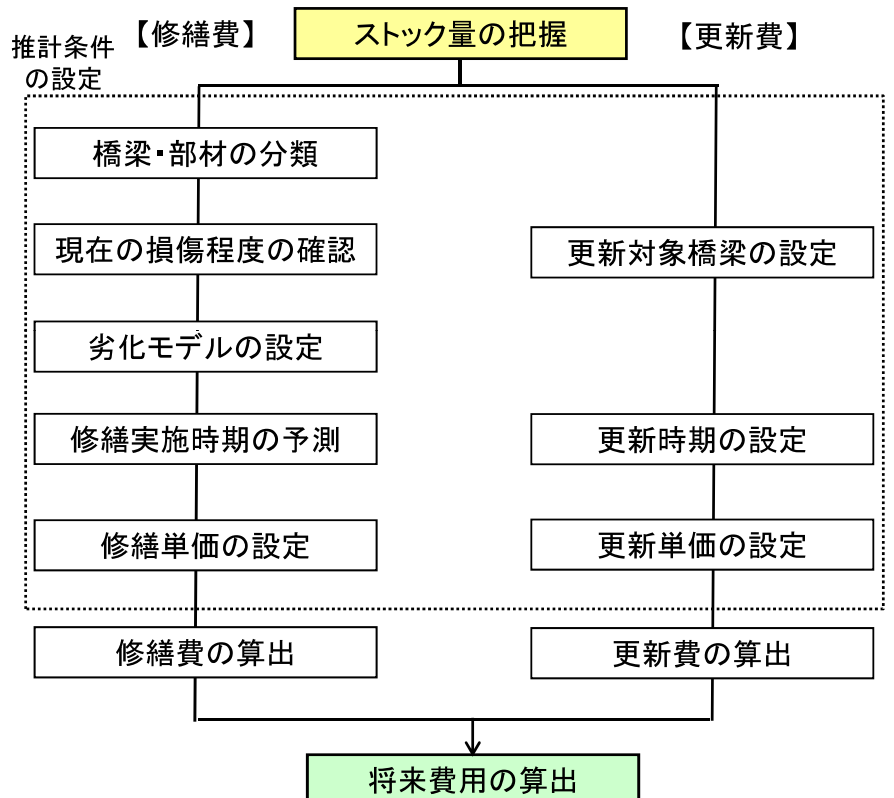 【修繕費】
ストック量の把握
【更新費】
推計条件
の設定
橋梁・部材の分類
現在の損傷程度の確認
劣化モデルの設定
修繕実施時期の予測
修繕単価の設定
修繕費の算出
更新対象橋梁の設定
更新時期の設定
更新単価の設定
更新費の算出
将来費用の算出